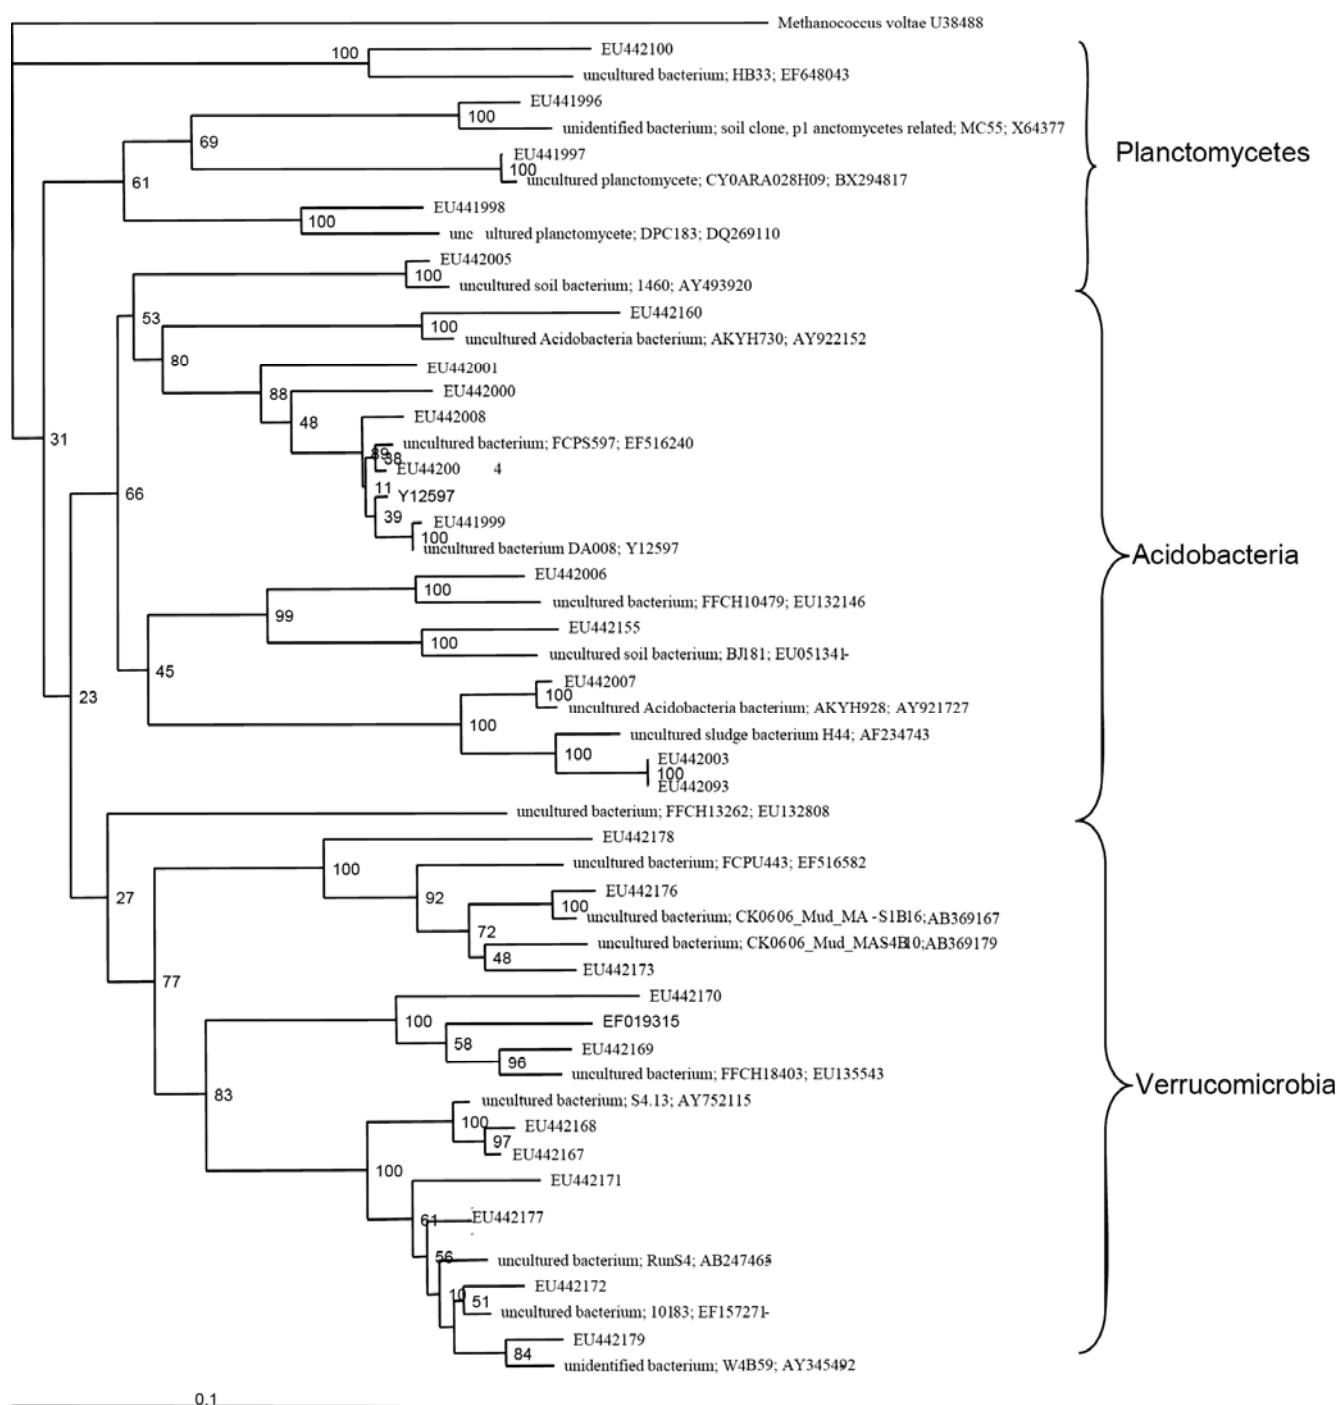 Methanococcus voltae U38488
100
EU442100
uncultured bacterium; HB33; EF648043
EU441996
100
unidentified bacterium; soil clone, p1 anctomycetes related; MC55; X64377
Planctomycetes
69
EU441997
100
uncultured planctomycete; CY0ARA028H09; BX294817
61
EU441998
100
unc ultured planctomycete; DPC183; DQ269110
EU442005
100
uncultured soil bacterium; 1460; AY493920
53
EU442160
100
uncultured Acidobacteria bacterium; AKYH730; AY922152
80
EU442001
88
EU442000
48
EU442008
31
uncultured bacterium; FCPS597; EF516240
89
38
EU44200 4
66
11
Y12597
39
EU441999
100
uncultured bacterium DA008; Y12597
Acidobacteria
EU442006
100
uncultured bacterium; FFCH10479; EU132146
99
EU442155
100
uncultured soil bacterium; BJ181; EU051341-
45
EU442007
23
100
uncultured Acidobacteria bacterium; AKYH928; AY921727
100
uncultured sludge bacterium H44; AF234743
100
EU442003
100
EU442093
uncultured bacterium; FFCH13262; EU132808
EU442178
100
uncultured bacterium; FCPU443; EF516582
27
92
EU442176
100
uncultured bacterium; CK0606_Mud_MA -S1B16;AB369167
72
uncultured bacterium; CK0606_Mud_MAS4B10;AB369179
48
EU442173
77
EU442170
100
EF019315
58
EU442169
96
uncultured bacterium; FFCH18403; EU135543
Verrucomicrobia
83
uncultured bacterium; S4.13; AY752115
100
EU442168
97
EU442167
100
EU442171
61
EU442177
56
uncultured bacterium; RunS4; AB247465
EU442172
10
51
uncultured bacterium; 10183; EF157271-
EU442179
84
unidentified bacterium; W4B59; AY345492
0.1